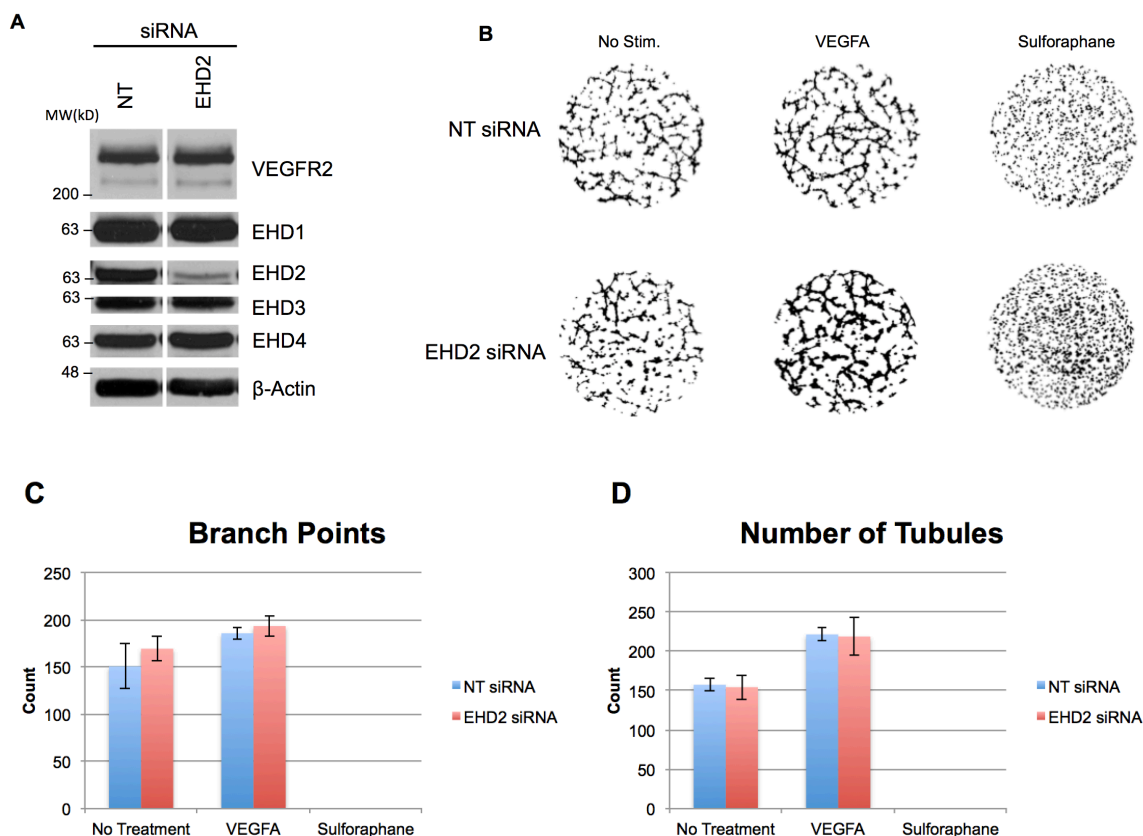 A
siRNA
NT
EHD2
MW(kD)
VEGFR2
200
63
EHD1
63
EHD2
63
EHD3
63
EHD4
48
β-Actin
B
No Stim.
VEGFA
Sulforaphane
NT siRNA
EHD2 siRNA
C
Branch Points
250
200
150
100
50
0
Count
No Treatment
VEGFA
Sulforaphane
NT siRNA
EHD2 siRNA
D
Number of Tubules
300
250
200
150
100
50
0
Count
No Treatment
VEGFA
Sulforaphane
NT siRNA
EHD2 siRNA